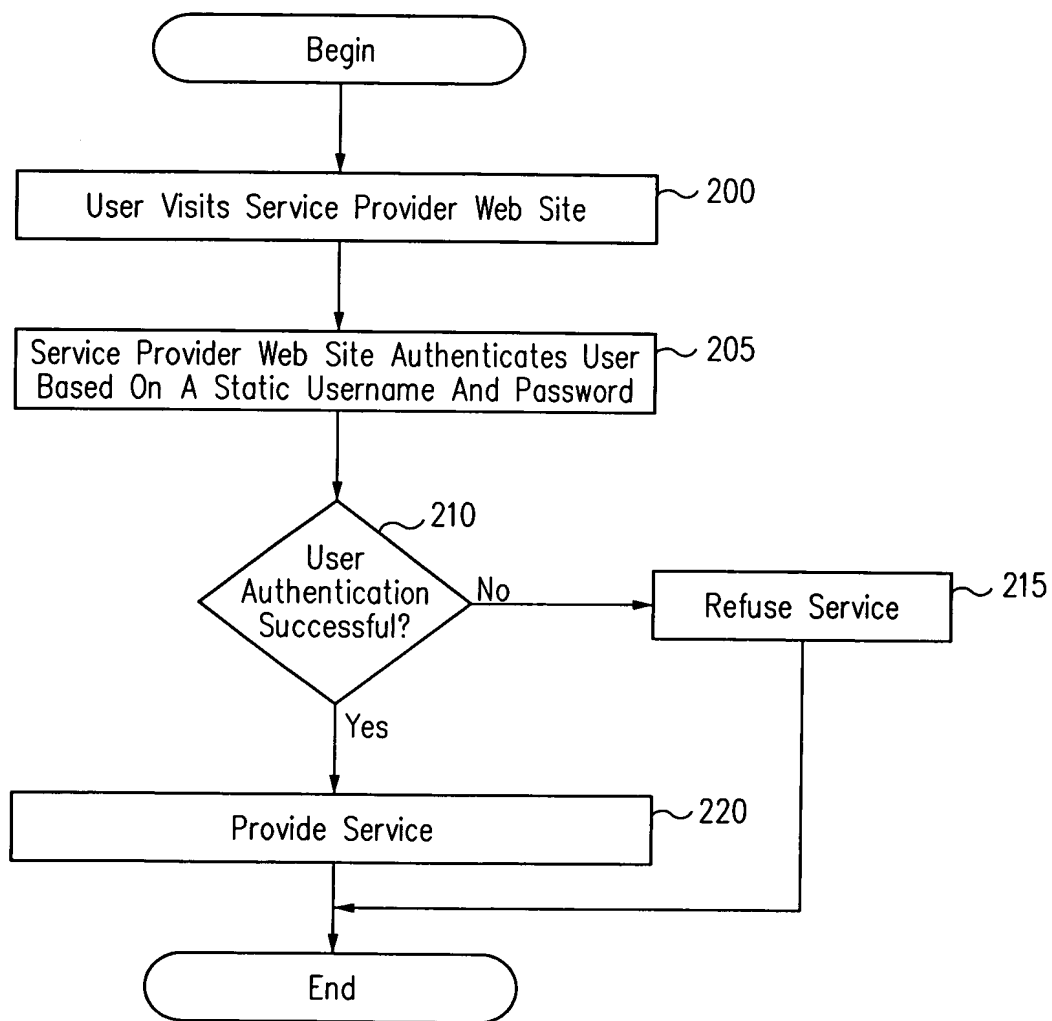 Begin
User Visits Service Provider Web Site
200
Service Provider Web Site Authenticates User
Based On A Static Username And Password
205
210
User
Authentication
Successful?
No
Refuse Service
215
Yes
Provide Service
220
End